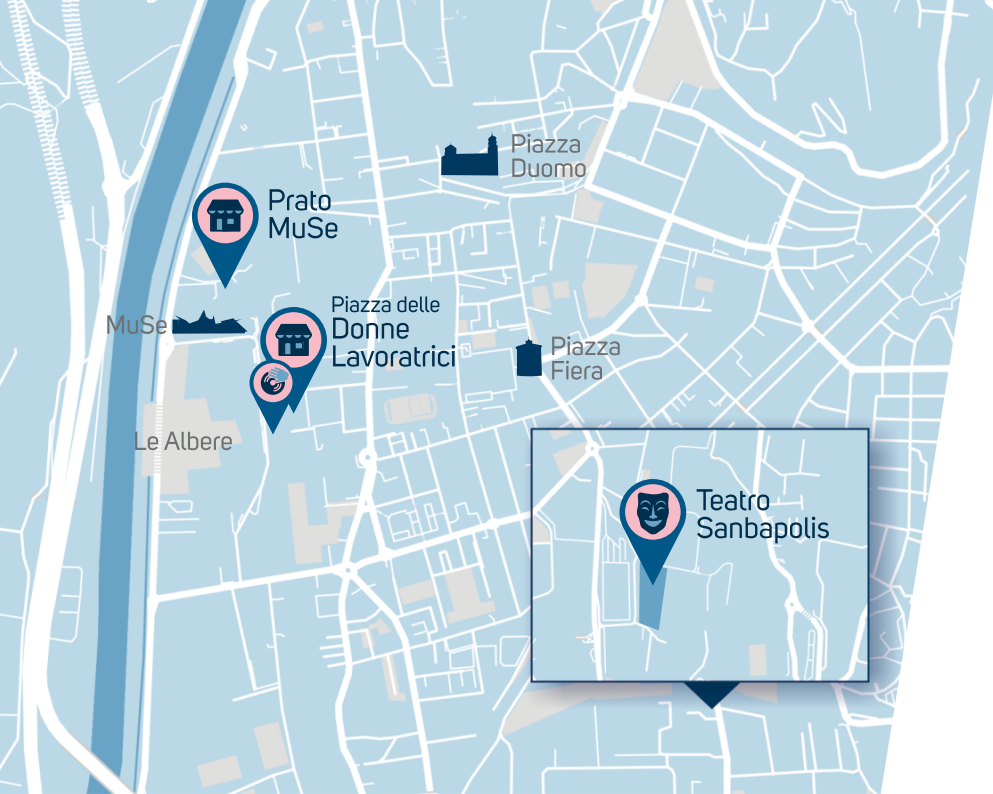 Piazza
Duomo
Prato
MuSe
Piazza delle
Donne
Lavoratrici
MuSe
Piazza
Fiera
Le Albere
Teatro
Sanbapolis